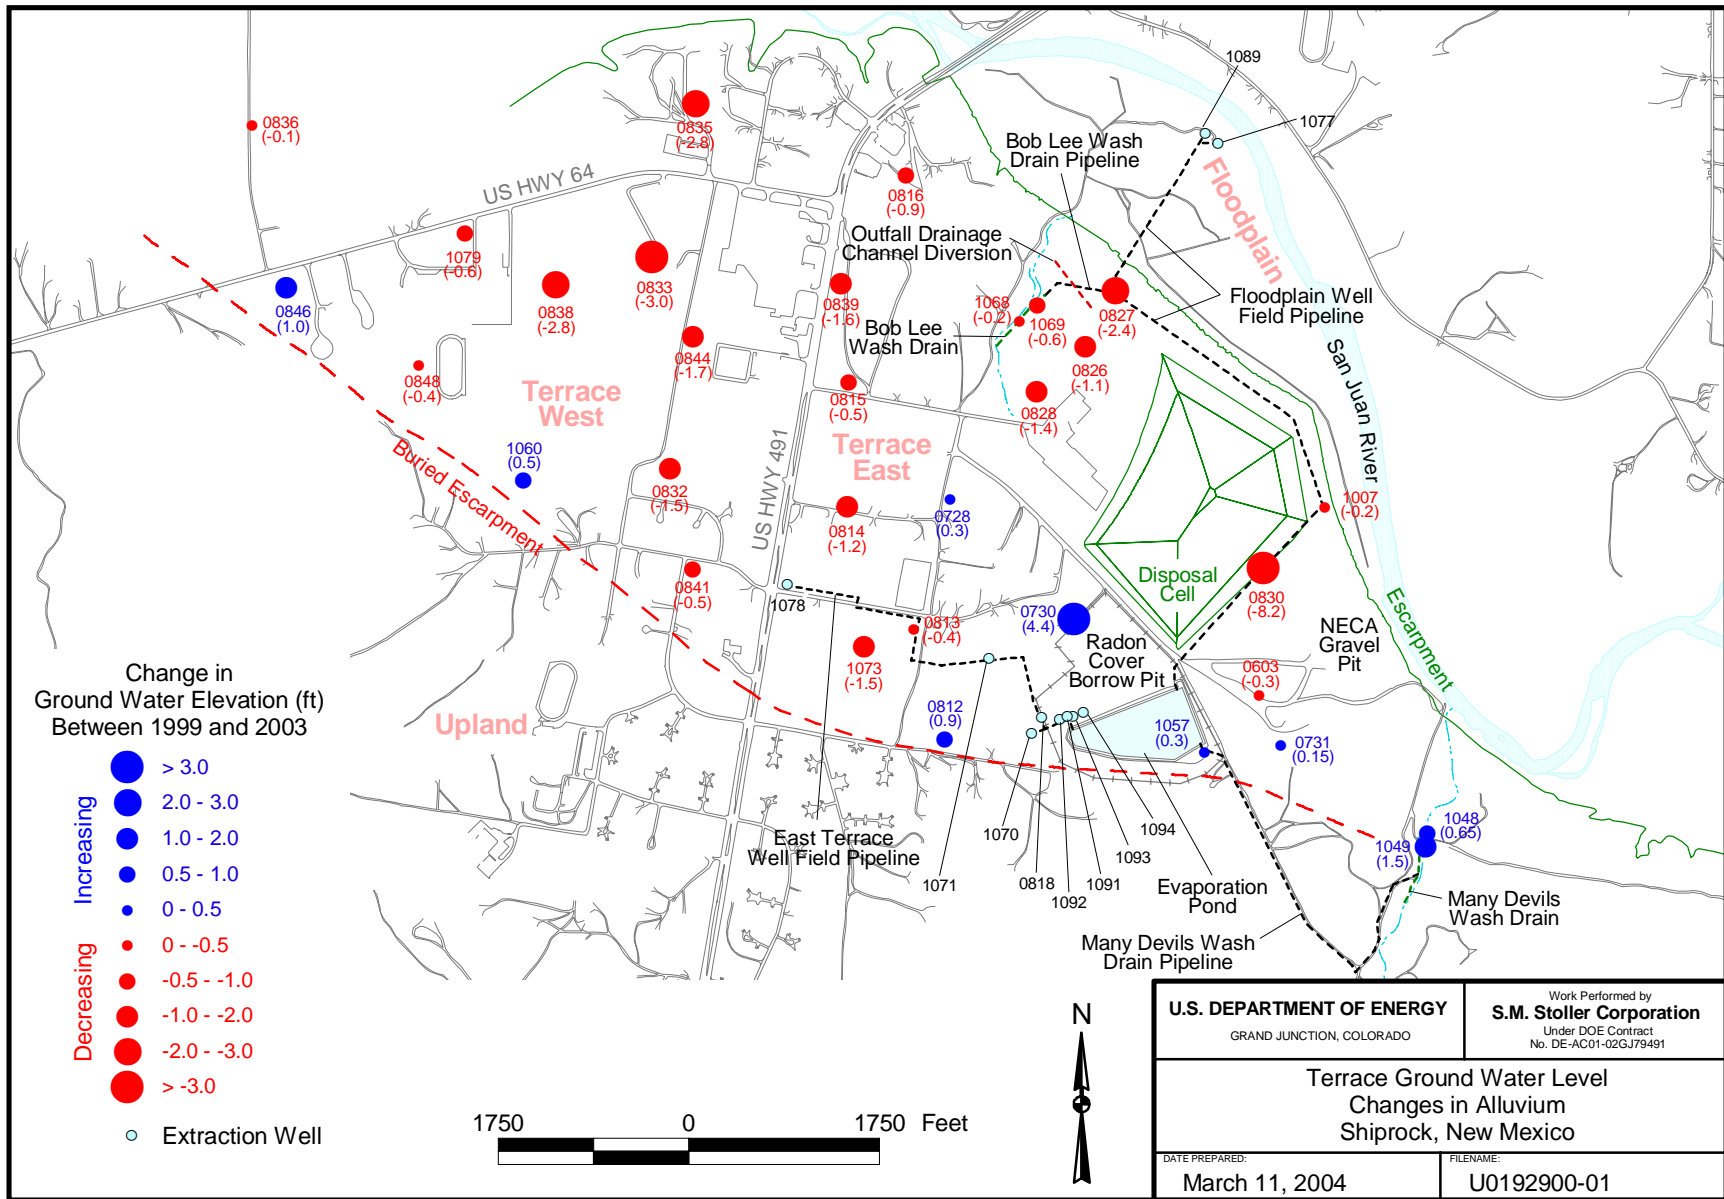 1089
1077
0836
(-0.1)
0835
(-2.8)
Bob Lee Wash
Drain Pipeline
US HWY 64
0816
(-0.9)
Floodplain
Outfall Drainage
Channel Diversion
1079
(-0.6)
0833
(-3.0)
0846
(1.0)
0838
(-2.8)
0839
(-1.6)
1068
(-0.2)
1069
(-0.6)
0827
(-2.4)
Floodplain Well
Field Pipeline
Bob Lee
Wash Drain
San Juan River
0844
(-1.7)
0826
(-1.1)
0848
(-0.4)
Terrace
West
0815
(-0.5)
0828
(-1.4)
Buried Escarpment
1060
(0.5)
US HWY 491
Terrace
East
0832
(-1.5)
0814
(-1.2)
0728
(0.3)
1007
(-0.2)
Disposal
Cell
0830
(-8.2)
Escarpment
0841
(-0.5)
1078
0813
(-0.4)
0730
(4.4)
Radon
Cover
Borrow Pit
NECA
Gravel
Pit
1073
(-1.5)
0603
(-0.3)
Upland
0812
(0.9)
1057
(0.3)
0731
(0.15)
Change in
Ground Water Elevation (ft)
Between 1999 and 2003
Increasing
> 3.0
2.0 - 3.0
1.0 - 2.0
0.5 - 1.0
0 - 0.5
Decreasing
0 - -0.5
-0.5 - -1.0
-1.0 - -2.0
-2.0 - -3.0
> -3.0
Extraction Well
East Terrace
Well Field Pipeline
1071
1070
0818
1092
1091
1093
1094
Evaporation
Pond
1048
(0.65)
1049
(1.5)
Many Devils
Wash Drain
Many Devils Wash
Drain Pipeline
1750 0 1750 Feet
N
U.S. DEPARTMENT OF ENERGY
GRAND JUNCTION, COLORADO
Work Performed by
S.M. Stoller Corporation
Under DOE Contract
No. DE-AC01-02GJ79491
Terrace Ground Water Level
Changes in Alluvium
Shiprock, New Mexico
DATE PREPARED:
March 11, 2004
FILENAME:
U0192900-01